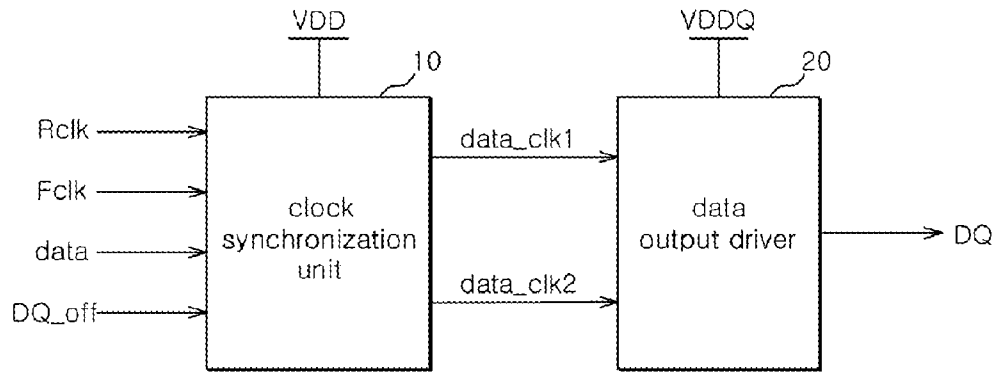 VDD
VDDQ
10
20
Rclk
Fclk
data
DQ_off
clock
synchronization
unit
data_clk1
data_clk2
data
output driver
DQ